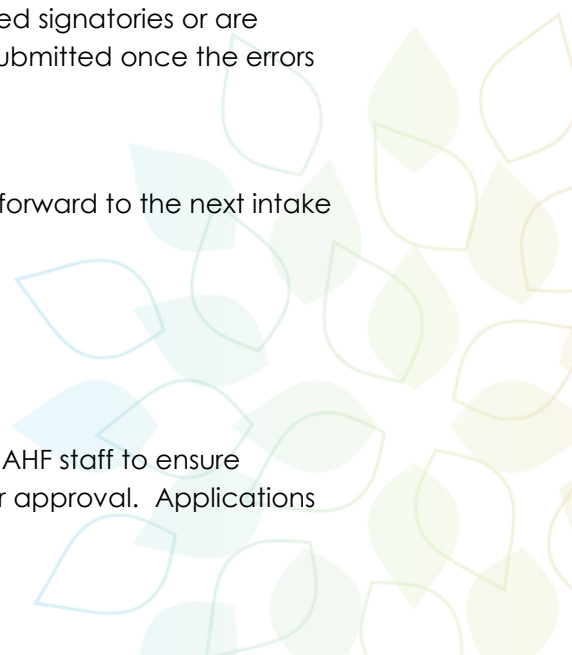 ed signatories or are
ubmitted once the errors
forward to the next intake
AHF staff to ensure
r approval.  Applications